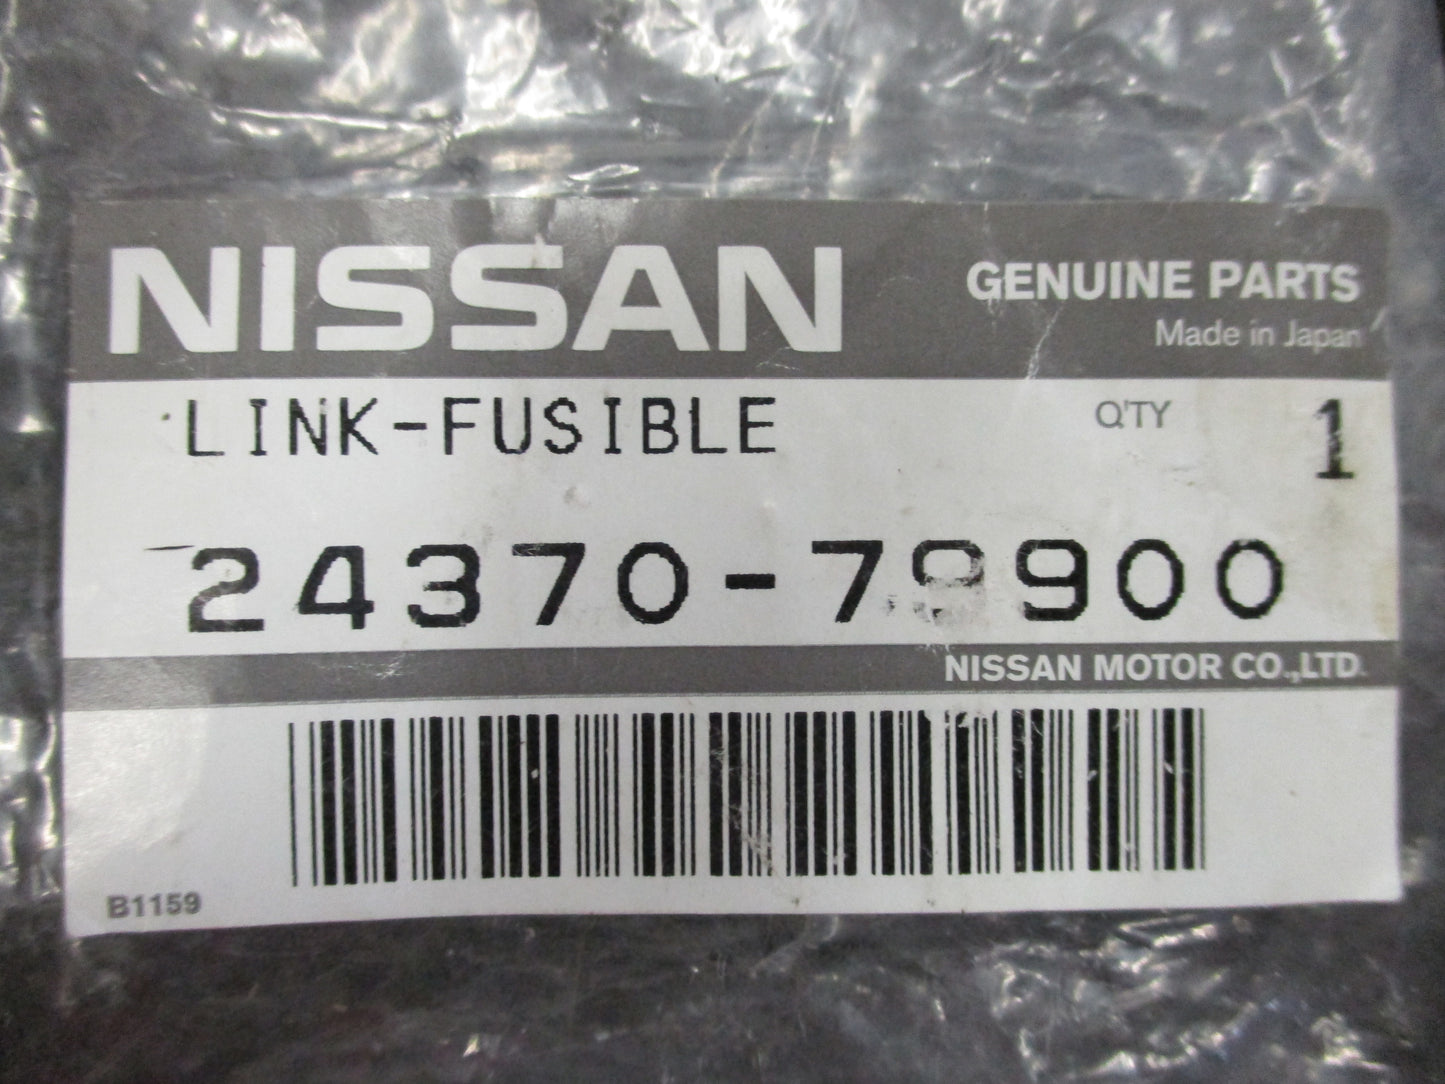 NISSAN
GENUINE PARTS
Made in Japan
LINK-FUSIBLE
Q'TY 1
24370-79900
NISSAN MOTOR CO.,LTD.
B1159